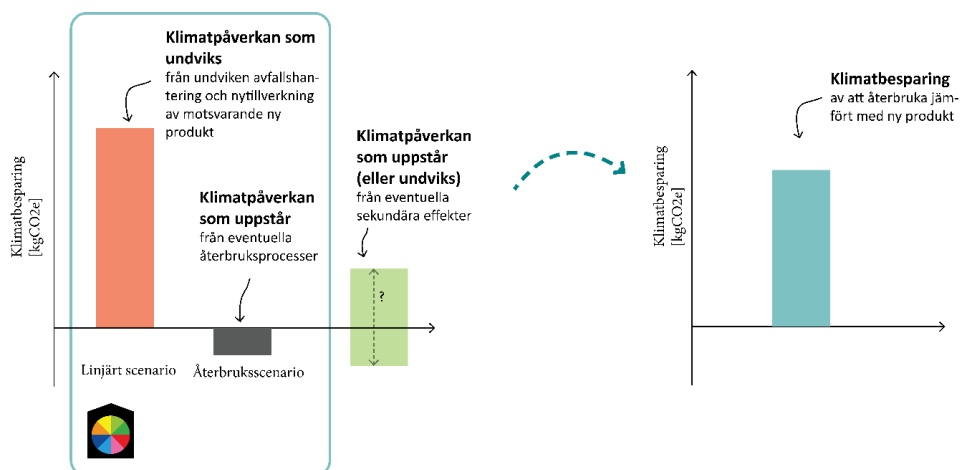 Klimatpåverkan som
undviks
från undviken avfallshan-
tering och nytillverkning
av motsvarande ny
produkt
Klimatbesparing
[kgCO2e]
Klimatpåverkan
som uppstår
från eventuella
återbruksprocesser
Klimatpåverkan
som uppstår
(eller undviks)
från eventuella
sekundära effekter
?
Linjärt scenario
Återbruksscenario
Klimatbesparing
av att återbruka jäm-
fört med ny produkt
Klimatbesparing
[kgCO2e]